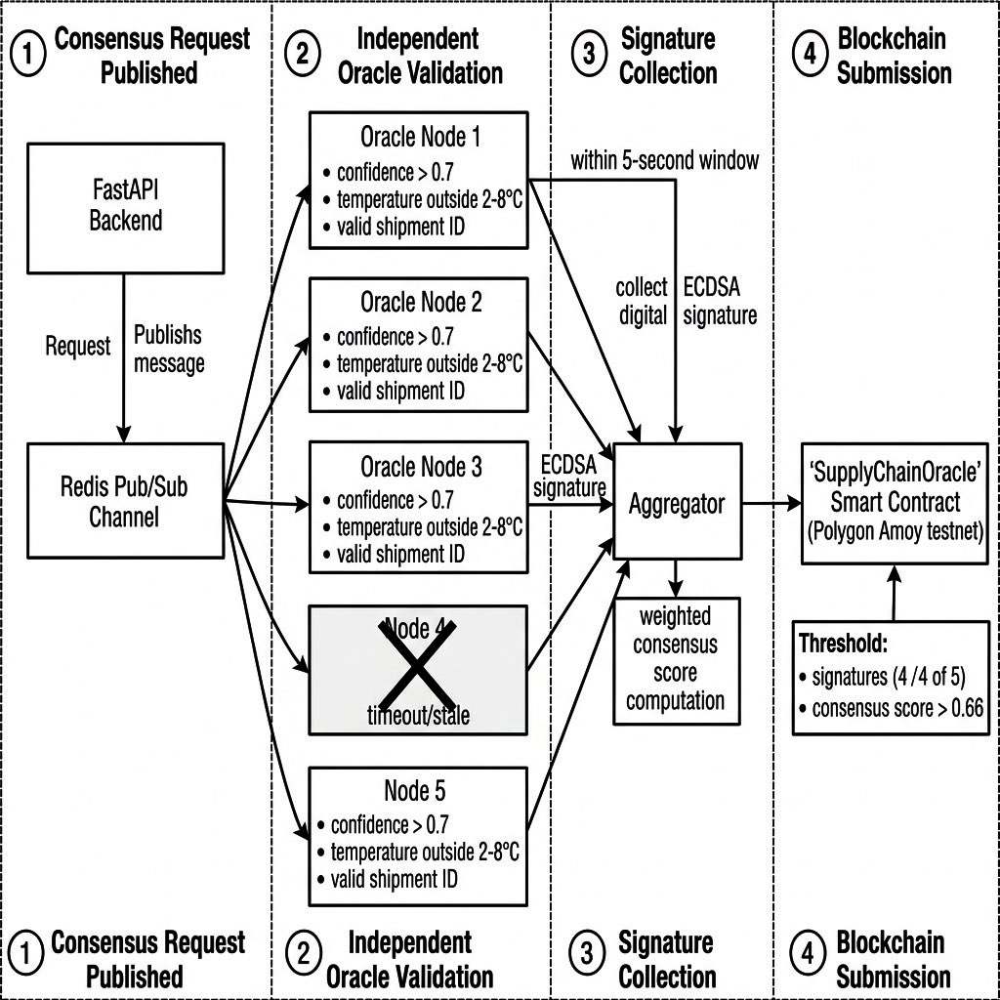 1 Consensus Request
Published
2 Independent
Oracle Validation
3 Signature
Collection
4 Blockchain
Submission
FastAPI
Backend
Request
Publishs
message
Redis Pub/Sub
Channel
Oracle Node 1
• confidence > 0.7
• temperature outside 2-8°C
• valid shipment ID
Oracle Node 2
• confidence > 0.7
• temperature outside 2-8°C
• valid shipment ID
Oracle Node 3
• confidence > 0.7
• temperature outside 2-8°C
• valid shipment ID
Node 4
timeout/stale
Node 5
• confidence > 0.7
• temperature outside 2-8°C
• valid shipment ID
within 5-second window
collect
digital
ECDSA
signature
ECDSA
signature
Aggregator
weighted
consensus
score
computation
‘SupplyChainOracle’
Smart Contract
(Polygon Amoy testnet)
Threshold:
• signatures (4 /4 of 5)
• consensus score > 0.66
1 Consensus Request
Published
2 Independent
Oracle Validation
3 Signature
Collection
4 Blockchain
Submission